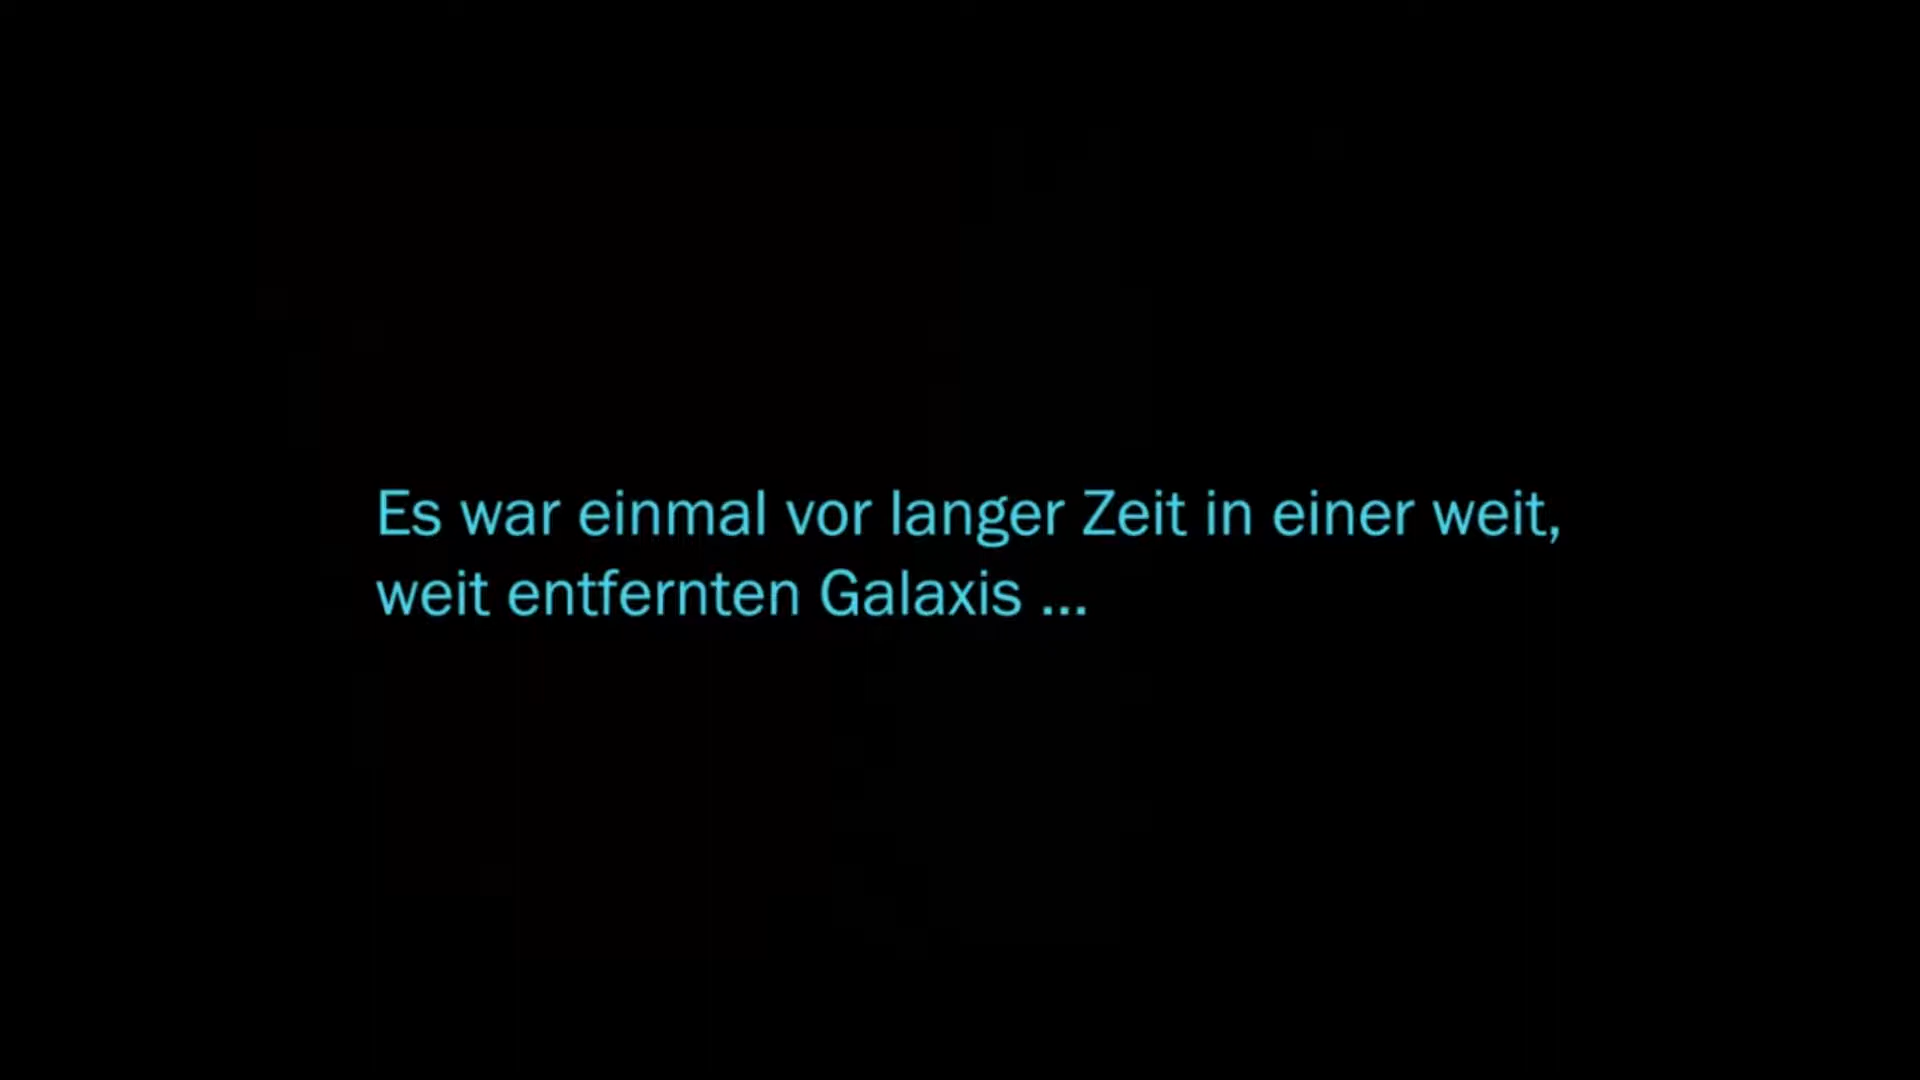 Es war einmal vor langer Zeit in einer weit,
weit entfernten Galaxis ...